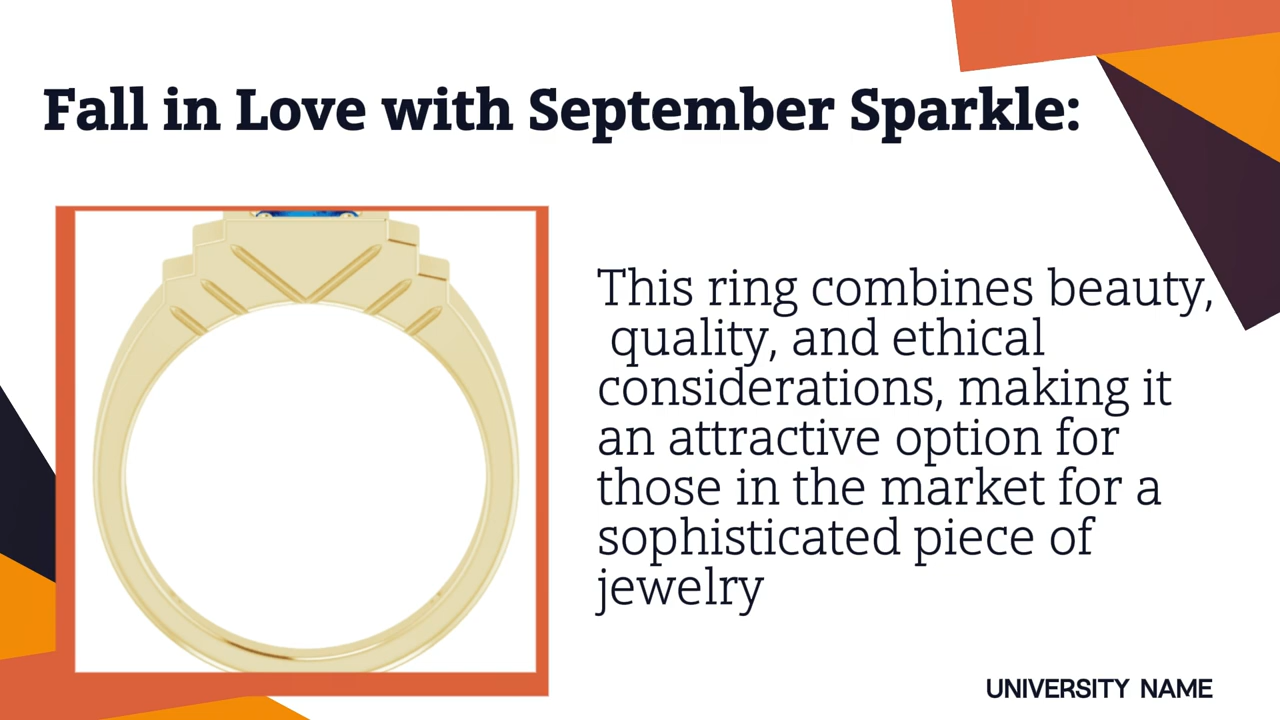 Fall in Love with September Sparkle:
This ring combines beauty,
quality, and ethical
considerations, making it
an attractive option for
those in the market for a
sophisticated piece of
jewelry
UNIVERSITY NAME